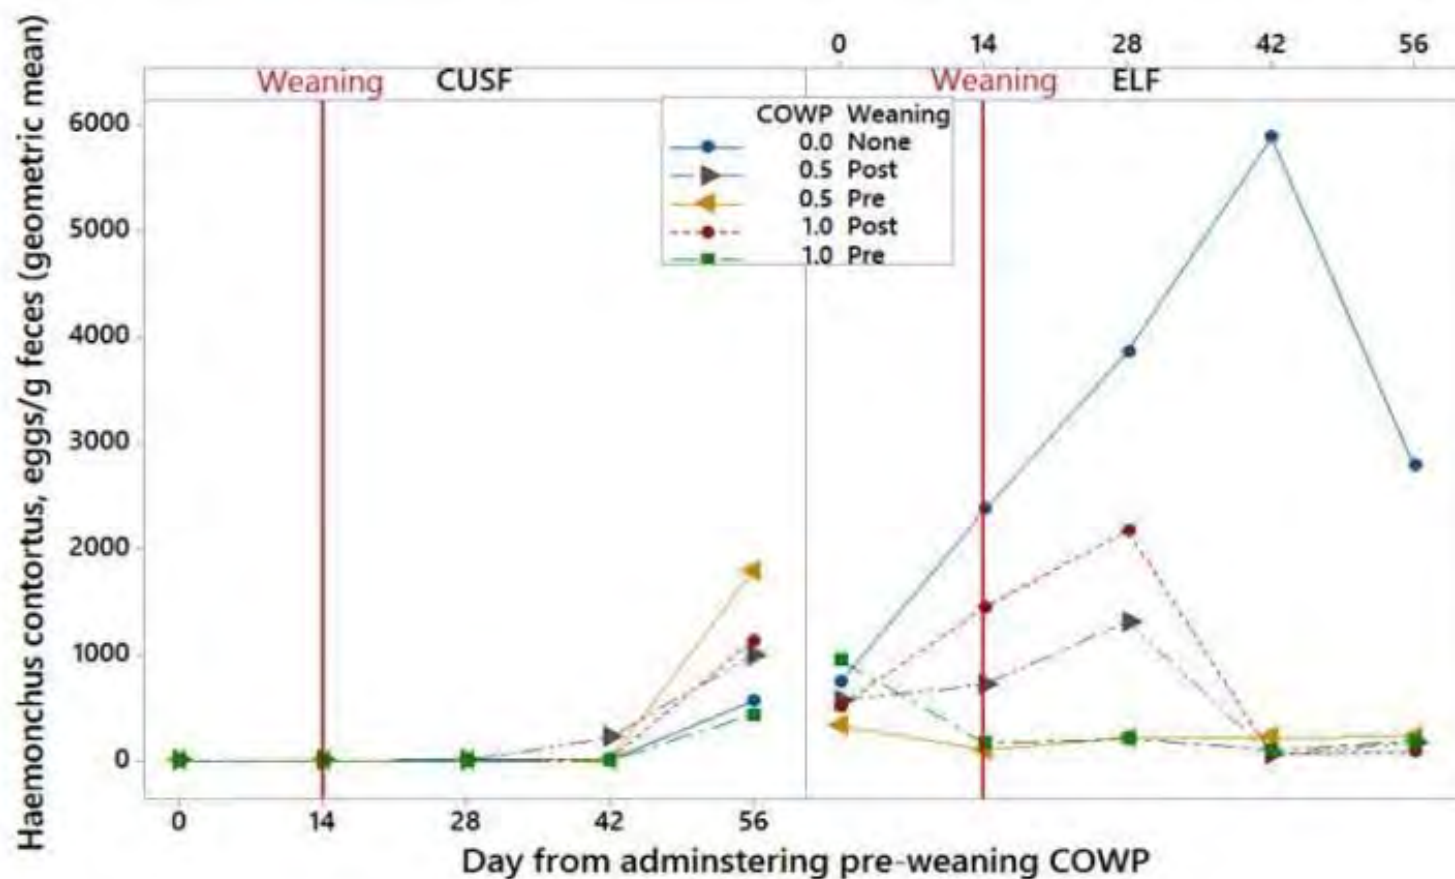 0 14 28 42 56
Weaning CUSF Weaning ELF
COWP Weaning
0.0 None
0.5 Post
0.5 Pre
1.0 Post
1.0 Pre
6000
5000
4000
3000
2000
1000
0
Haemonchus contortus, eggs/g feces (geometric mean)
0 14 28 42 56
Day from adminstering pre-weaning COWP